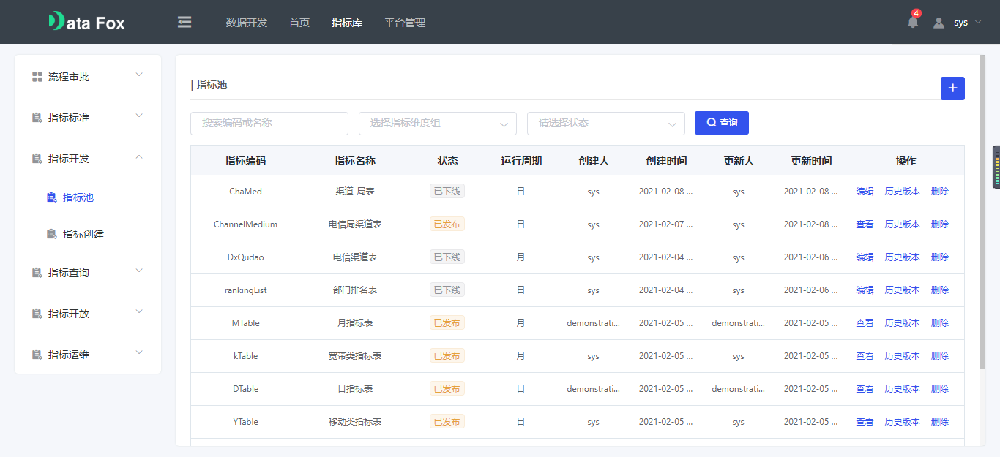 Data Fox
数据开发 首页 指标库 平台管理
4
sys
流程审批
指标标准
指标开发
指标池
指标创建
指标查询
指标开放
指标运维
| 指标池
+
搜索编码或名称... 选择指标维度组 请选择状态 查询
指标编码 指标名称 状态 运行周期 创建人 创建时间 更新人 更新时间 操作
ChaMed 渠道-局表 已下线 日 sys 2021-02-08 ... sys 2021-02-08 ... 编辑 历史版本 删除
ChannelMedium 电信局渠道表 已发布 日 sys 2021-02-07 ... sys 2021-02-08 ... 查看 历史版本 删除
DxQudao 电信渠道表 已下线 月 sys 2021-02-04 ... sys 2021-02-06 ... 编辑 历史版本 删除
rankingList 部门排名表 已下线 日 sys 2021-02-04 ... sys 2021-02-06 ... 编辑 历史版本 删除
MTable 月指标表 已发布 月 demonstrati... 2021-02-05 ... demonstrati... 2021-02-05 ... 查看 历史版本 删除
kTable 宽带类指标表 已发布 月 sys 2021-02-05 ... sys 2021-02-05 ... 查看 历史版本 删除
DTable 日指标表 已发布 日 demonstrati... 2021-02-05 ... demonstrati... 2021-02-05 ... 查看 历史版本 删除
YTable 移动类指标表 已发布 日 sys 2021-02-05 ... sys 2021-02-05 ... 查看 历史版本 删除